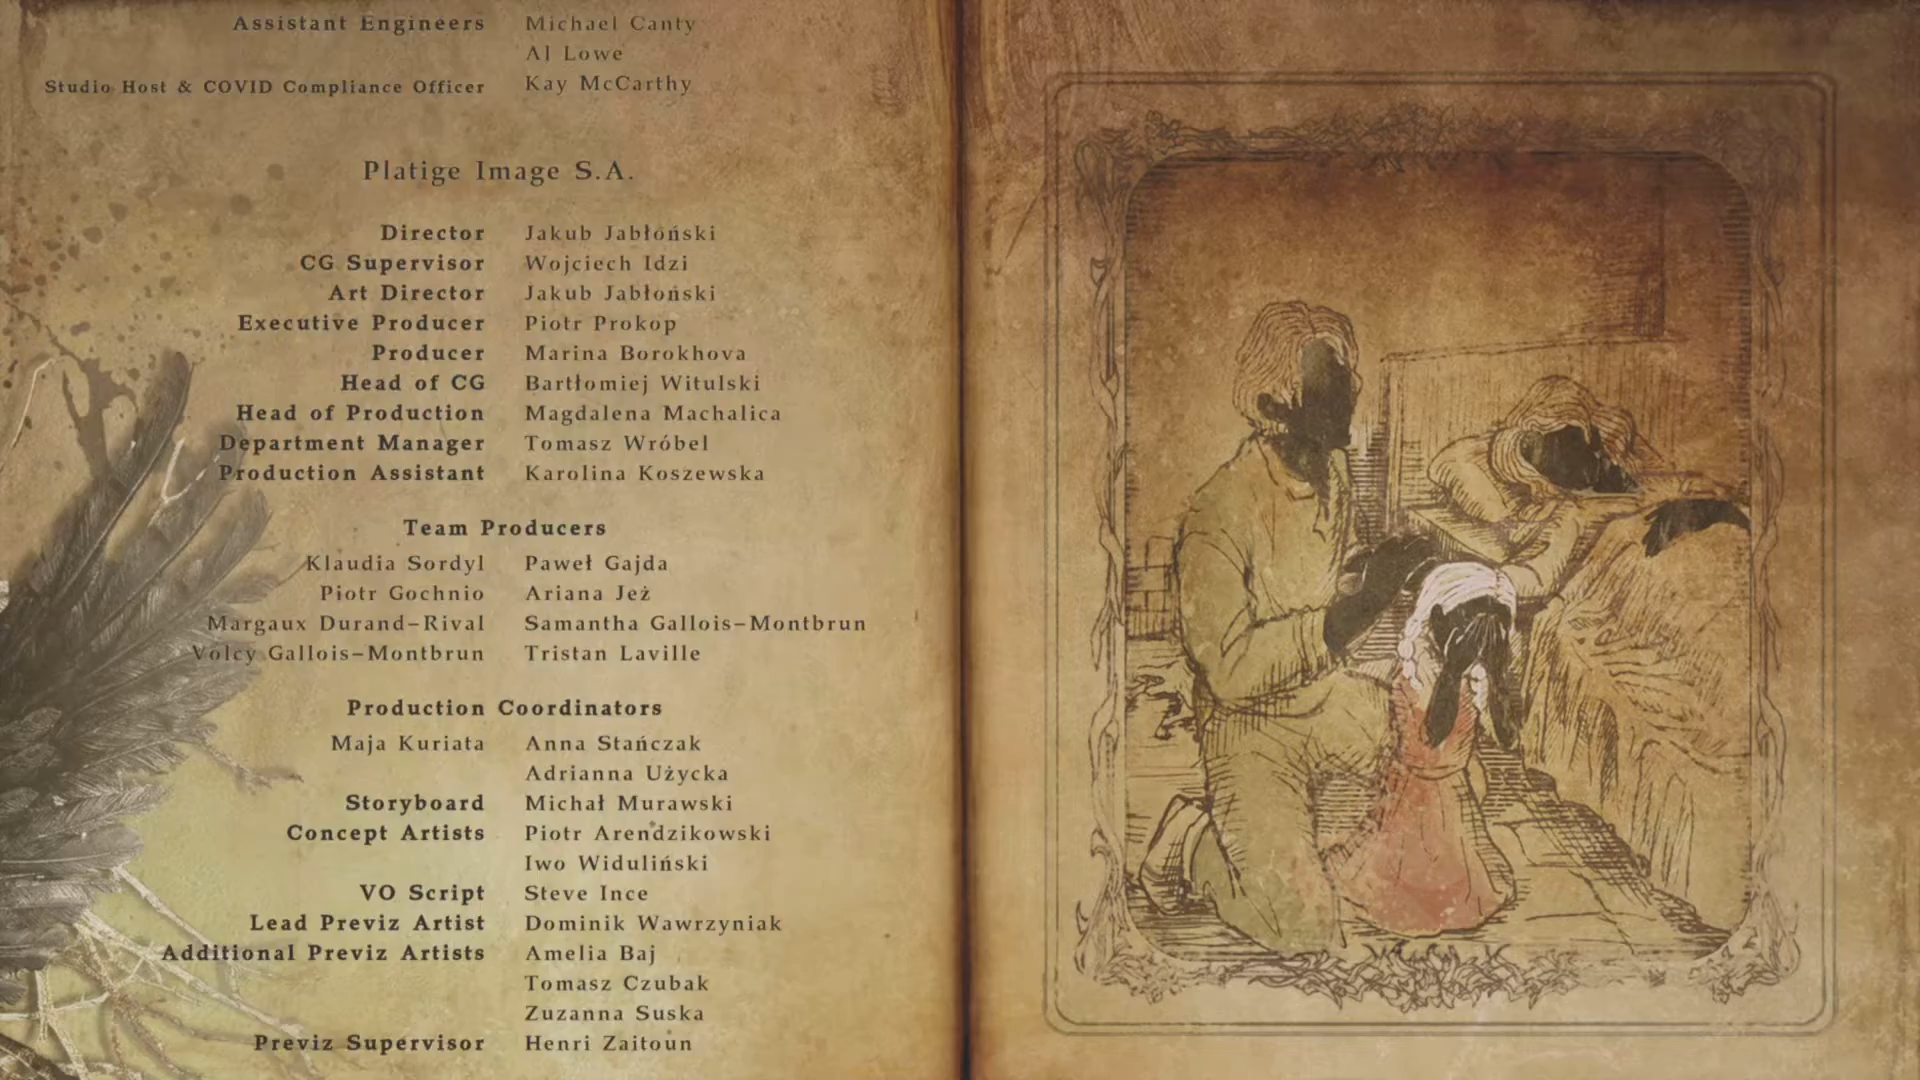 Assistant Engineers Michael Canty
Al Lowe
Studio Host & COVID Compliance Officer Kay McCarthy
Platige Image S.A.
Director Jakub Jabłoński
CG Supervisor Wojciech Idzi
Art Director Jakub Jabłoński
Executive Producer Piotr Prokop
Producer Marina Borokhova
Head of CG Bartłomiej Witulski
Head of Production Magdalena Machalica
Department Manager Tomasz Wróbel
Production Assistant Karolina Koszewska
Team Producers
Klaudia Sordyl Paweł Gajda
Piotr Gochnio Ariana Jeż
Margaux Durand-Rival Samantha Gallois-Montbrun
Volcy Gallois-Montbrun Tristan Laville
Production Coordinators
Maja Kuriata Anna Stańczak
Adrianna Użycka
Storyboard Michał Murawski
Concept Artists Piotr Arendzikowski
Iwo Widuliński
VO Script Steve Ince
Lead Previz Artist Dominik Wawrzyniak
Additional Previz Artists Amelia Baj
Tomasz Czubak
Zuzanna Suska
Previz Supervisor Henri Zaitoun